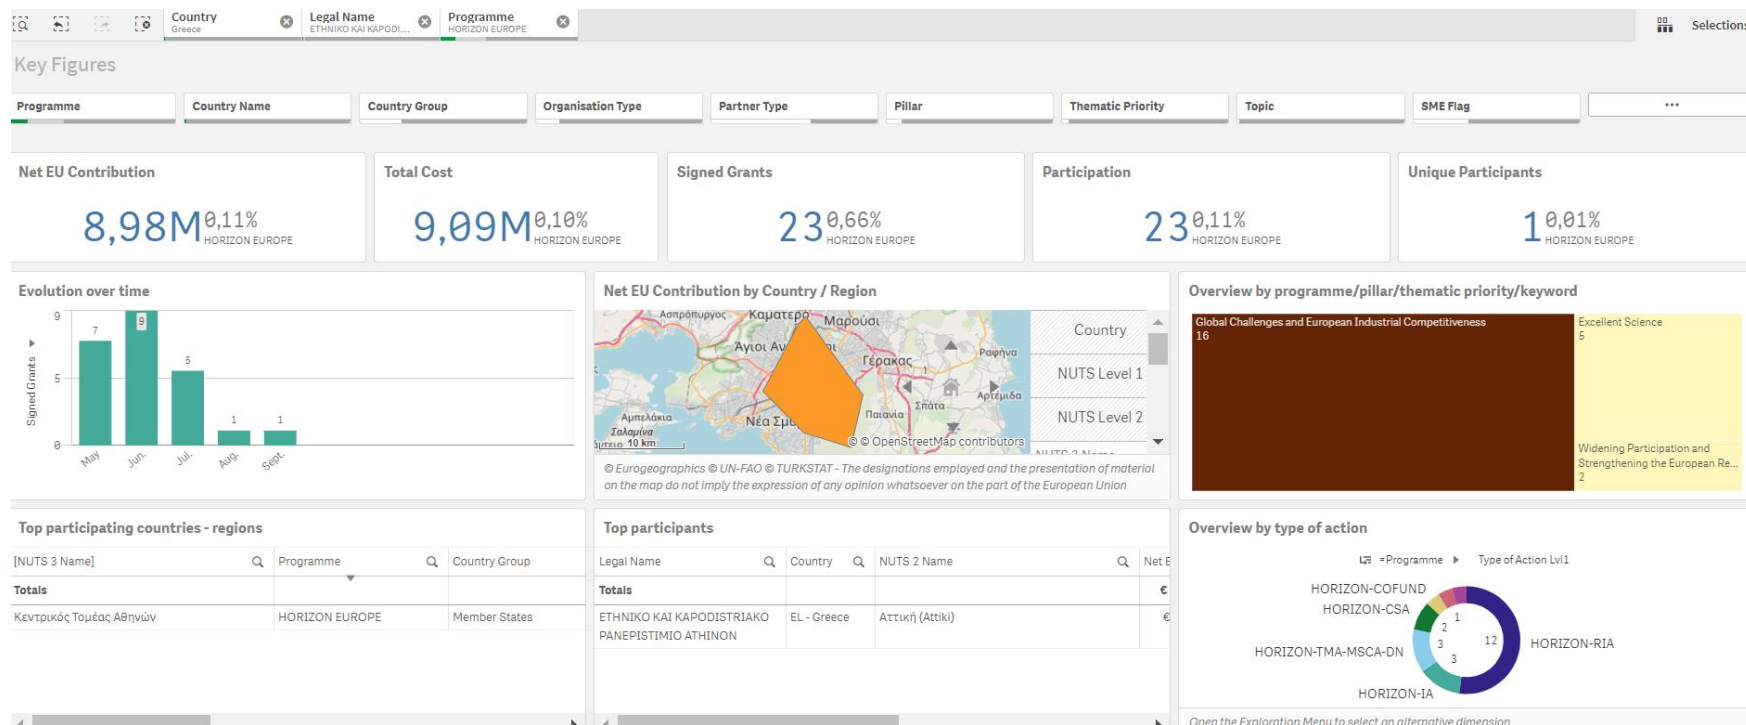 Country
Greece
Legal Name
ETHNIKO KAI KAPODI...
Programme
HORIZON EUROPE
Selections
Key Figures
Programme
Country Name
Country Group
Organisation Type
Partner Type
Pillar
Thematic Priority
Topic
SME Flag
...
Net EU Contribution
8,98M 0,11%
HORIZON EUROPE
Total Cost
9,09M 0,10%
HORIZON EUROPE
Signed Grants
23 0,66%
HORIZON EUROPE
Participation
23 0,11%
HORIZON EUROPE
Unique Participants
1 0,01%
HORIZON EUROPE
Evolution over time
Signed Grants
9
5
0
7
9
5
1
1
May
Jun.
Jul.
Aug.
Sept.
Net EU Contribution by Country / Region
Ασπρόπυργος
Καματερό
Μαρούσι
Άγιοι Αν
Γέρακας
Ραφήνα
Αρτέμιδα
Σπάτα
Παιανία
Αμπελάκια
Σαλαμίνα
Νέα Σμ
10 km
© © OpenStreetMap contributors
Country
NUTS Level 1
NUTS Level 2
NUTS 3 Name
© Eurogeographics © UN-FAO © TURKSTAT - The designations employed and the presentation of material
on the map do not imply the expression of any opinion whatsoever on the part of the European Union
Overview by programme/pillar/thematic priority/keyword
Global Challenges and European Industrial Competitiveness
16
Excellent Science
5
Widening Participation and
Strengthening the European Re...
2
Top participating countries - regions
[NUTS 3 Name]
Programme
Country Group
Totals
Κεντρικός Τομέας Αθηνών
HORIZON EUROPE
Member States
Top participants
Legal Name
Country
NUTS 2 Name
Net E
Totals
€
ETHNIKO KAI KAPODISTRIAKO
PANEPISTIMIO ATHINON
EL - Greece
Αττική (Attiki)
€
Overview by type of action
=Programme
Type of Action Lvl1
HORIZON-COFUND
HORIZON-CSA
HORIZON-TMA-MSCA-DN
HORIZON-IA
HORIZON-RIA
1
2
3
3
12
Open the Exploration Menu to select an alternative dimension